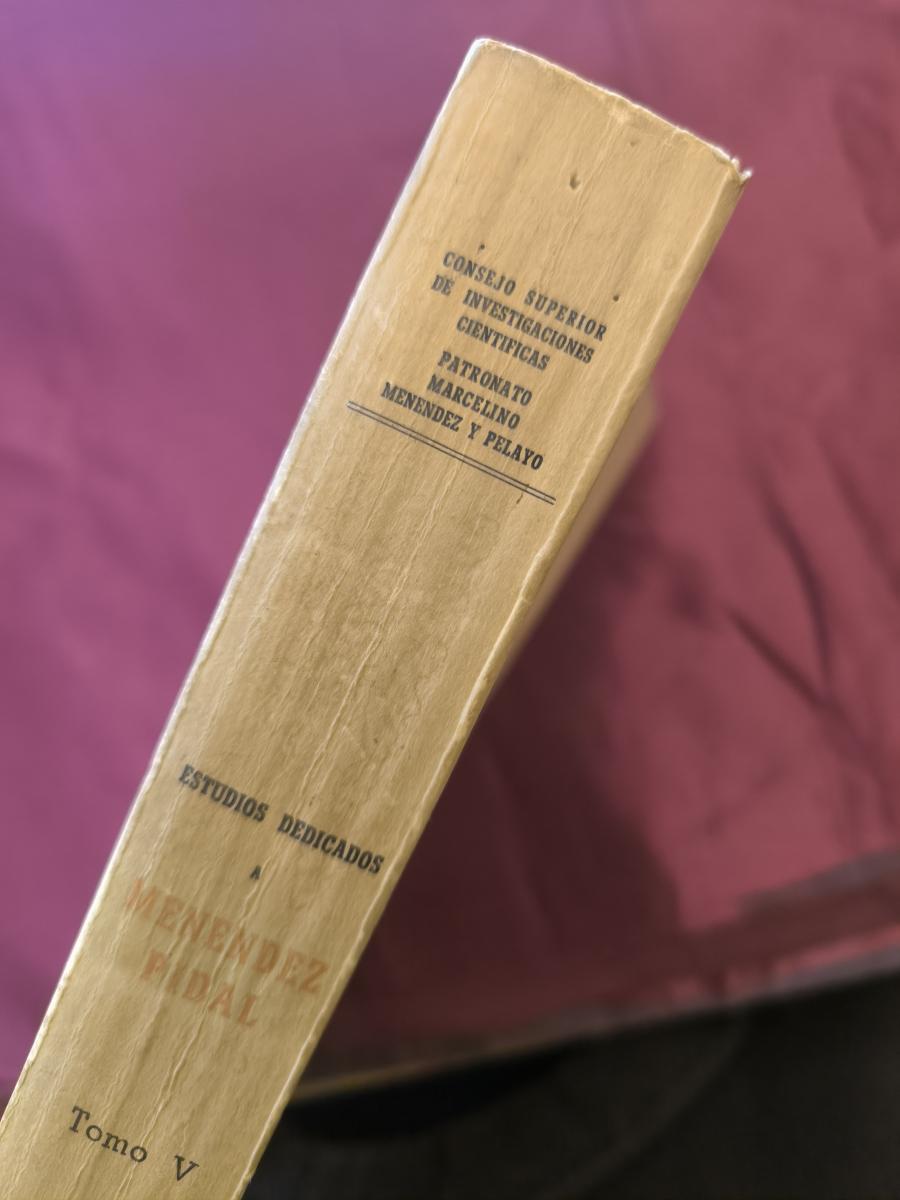 CONSEJO SUPERIOR
DE INVESTIGACIONES
CIENTIFICAS
PATRONATO
MARCELINO
MENENDEZ Y PELAYO
ESTUDIOS DEDICADOS
A
MENENDEZ
PIDAL
Tomo V